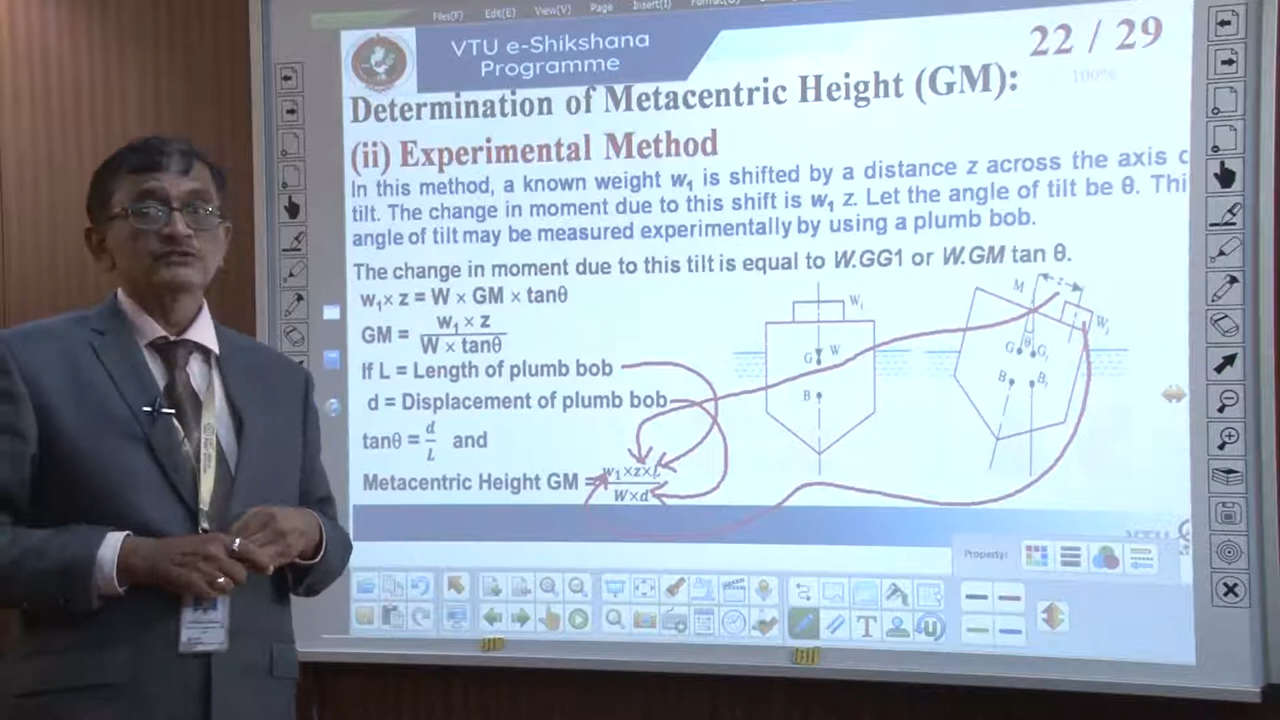 Files(F) Edit(E) View(V) Page Insert(I)
VTU e-Shikshana
Programme
22 / 29
100%
Determination of Metacentric Height (GM):
(ii) Experimental Method
In this method, a known weight w₁ is shifted by a distance z across the axis
tilt. The change in moment due to this shift is w₁ z. Let the angle of tilt be θ. Thi
angle of tilt may be measured experimentally by using a plumb bob.
The change in moment due to this tilt is equal to W.GG1 or W.GM tan θ.
w₁ x z = W × GM × tanθ
GM = w₁ × z / W × tanθ
If L = Length of plumb bob
d = Displacement of plumb bob
tanθ = d / L and
Metacentric Height GM = w₁×z×L / W×d
W₁
G W
B
M z
W₁
θ
G G₁
B B₁
VTU
Property:
T